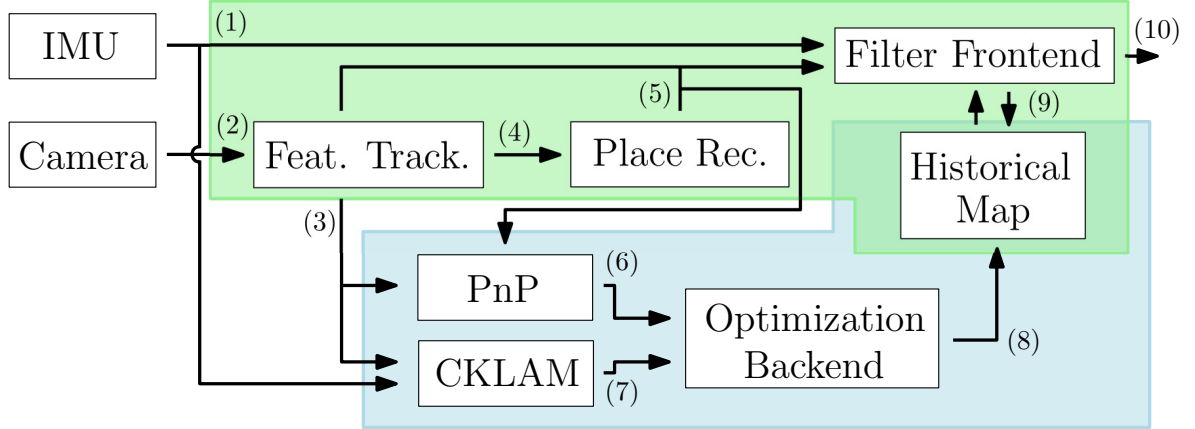 (1)
(10)
IMU
Filter Frontend
(5)
(9)
(2)
(4)
Camera
Feat. Track.
Place Rec.
Historical
Map
(3)
(6)
PnP
Optimization
Backend
(8)
CKLAM
(7)